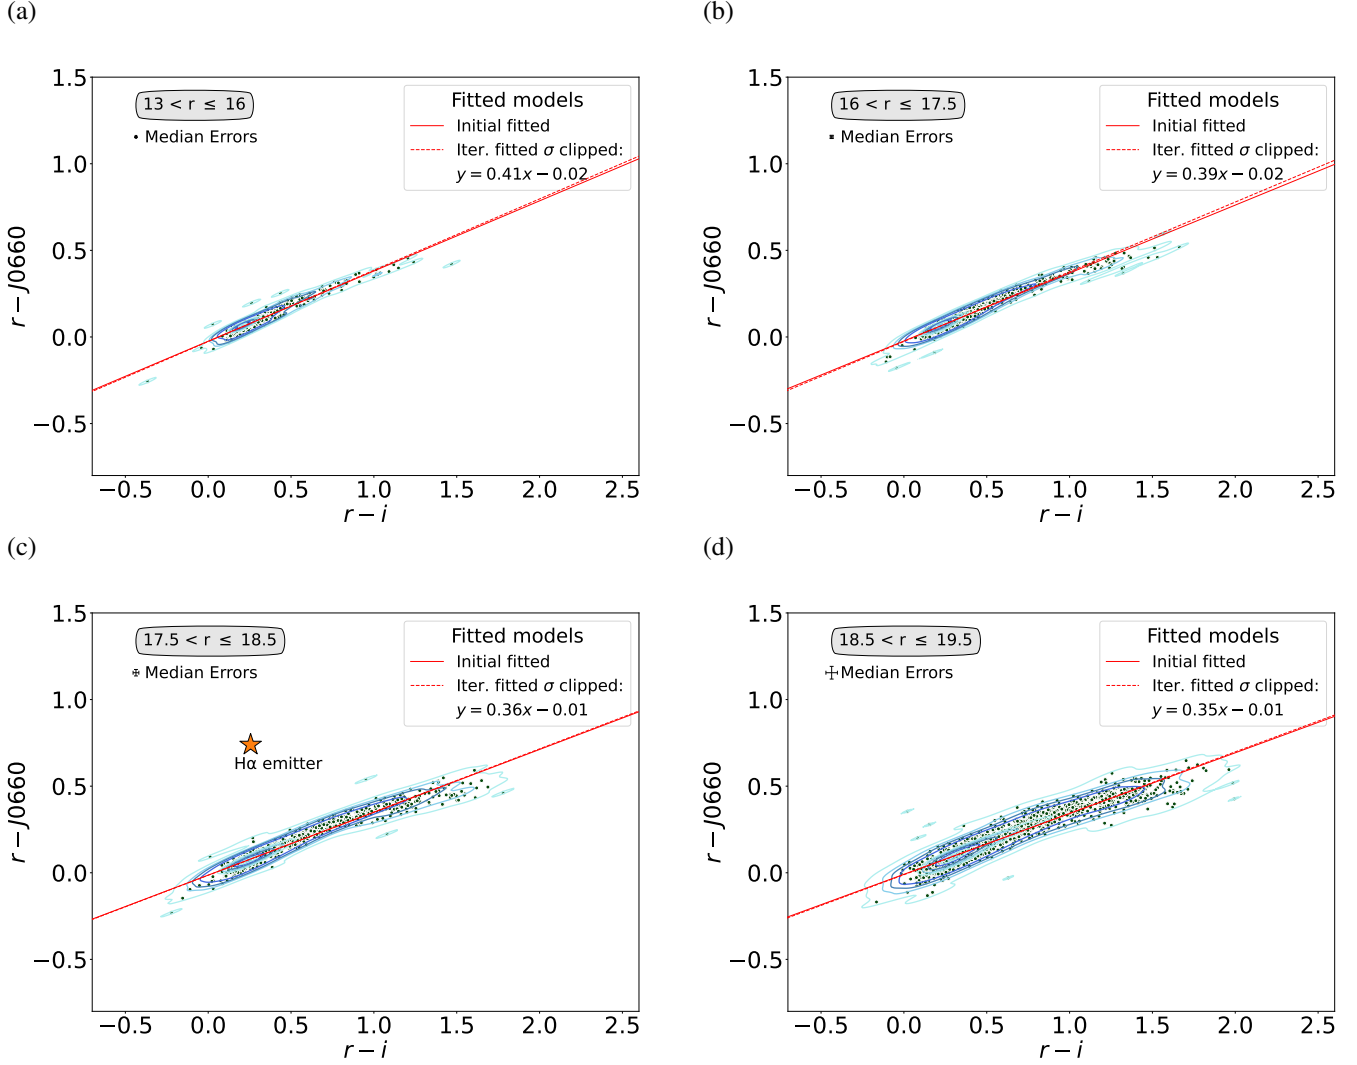 (a)
1.5
1.0
0.5
0.0
−0.5
r − J0660
13 < r ≤ 16
Median Errors
Fitted models
Initial fitted
Iter. fitted σ clipped:
y = 0.41x − 0.02
−0.5 0.0 0.5 1.0 1.5 2.0 2.5
r − i
(b)
1.5
1.0
0.5
0.0
−0.5
r − J0660
16 < r ≤ 17.5
Median Errors
Fitted models
Initial fitted
Iter. fitted σ clipped:
y = 0.39x − 0.02
−0.5 0.0 0.5 1.0 1.5 2.0 2.5
r − i
(c)
1.5
1.0
0.5
0.0
−0.5
r − J0660
17.5 < r ≤ 18.5
Median Errors
Fitted models
Initial fitted
Iter. fitted σ clipped:
y = 0.36x − 0.01
Hα emitter
−0.5 0.0 0.5 1.0 1.5 2.0 2.5
r − i
(d)
1.5
1.0
0.5
0.0
−0.5
r − J0660
18.5 < r ≤ 19.5
Median Errors
Fitted models
Initial fitted
Iter. fitted σ clipped:
y = 0.35x − 0.01
−0.5 0.0 0.5 1.0 1.5 2.0 2.5
r − i